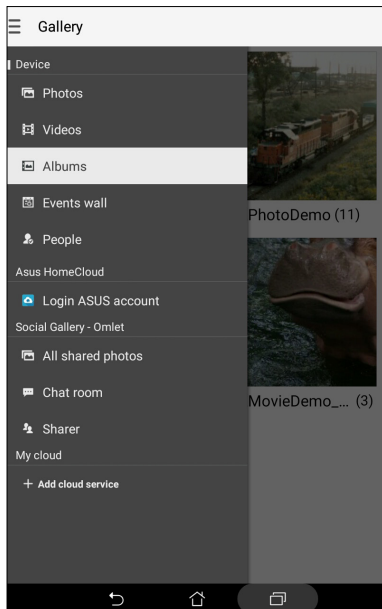 Gallery
Device
Photos
Videos
Albums
Events wall
People
Asus HomeCloud
Login ASUS account
Social Gallery - Omlet
All shared photos
Chat room
Sharer
My cloud
+ Add cloud service
PhotoDemo (11)
MovieDemo_... (3)